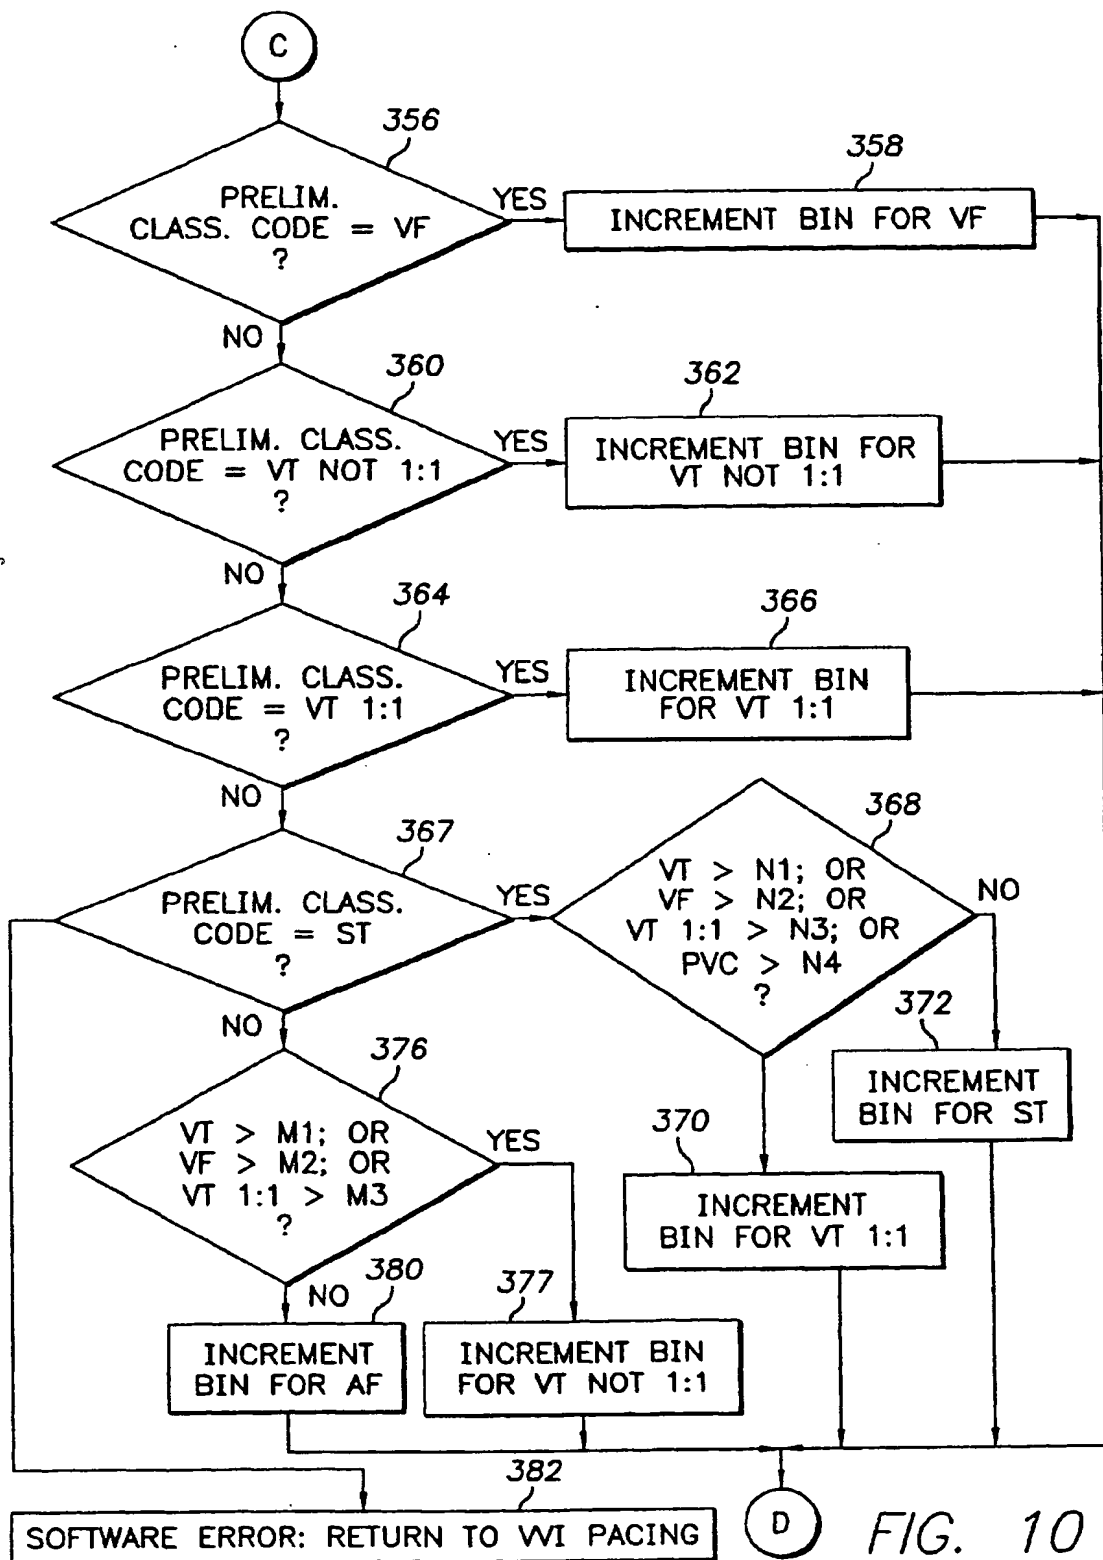 C
356
PRELIM.
CLASS. CODE = VF
?
YES
358
INCREMENT BIN FOR VF
NO
360
PRELIM. CLASS.
CODE = VT NOT 1:1
?
YES
362
INCREMENT BIN FOR
VT NOT 1:1
NO
364
PRELIM. CLASS.
CODE = VT 1:1
?
YES
366
INCREMENT BIN
FOR VT 1:1
NO
367
PRELIM. CLASS.
CODE = ST
?
YES
368
VT > N1; OR
VF > N2; OR
VT 1:1 > N3; OR
PVC > N4
?
NO
372
INCREMENT
BIN FOR ST
370
INCREMENT
BIN FOR VT 1:1
NO
376
VT > M1; OR
VF > M2; OR
VT 1:1 > M3
?
YES
377
INCREMENT BIN
FOR VT NOT 1:1
NO
380
INCREMENT
BIN FOR AF
382
SOFTWARE ERROR: RETURN TO VVI PACING
D
FIG. 10